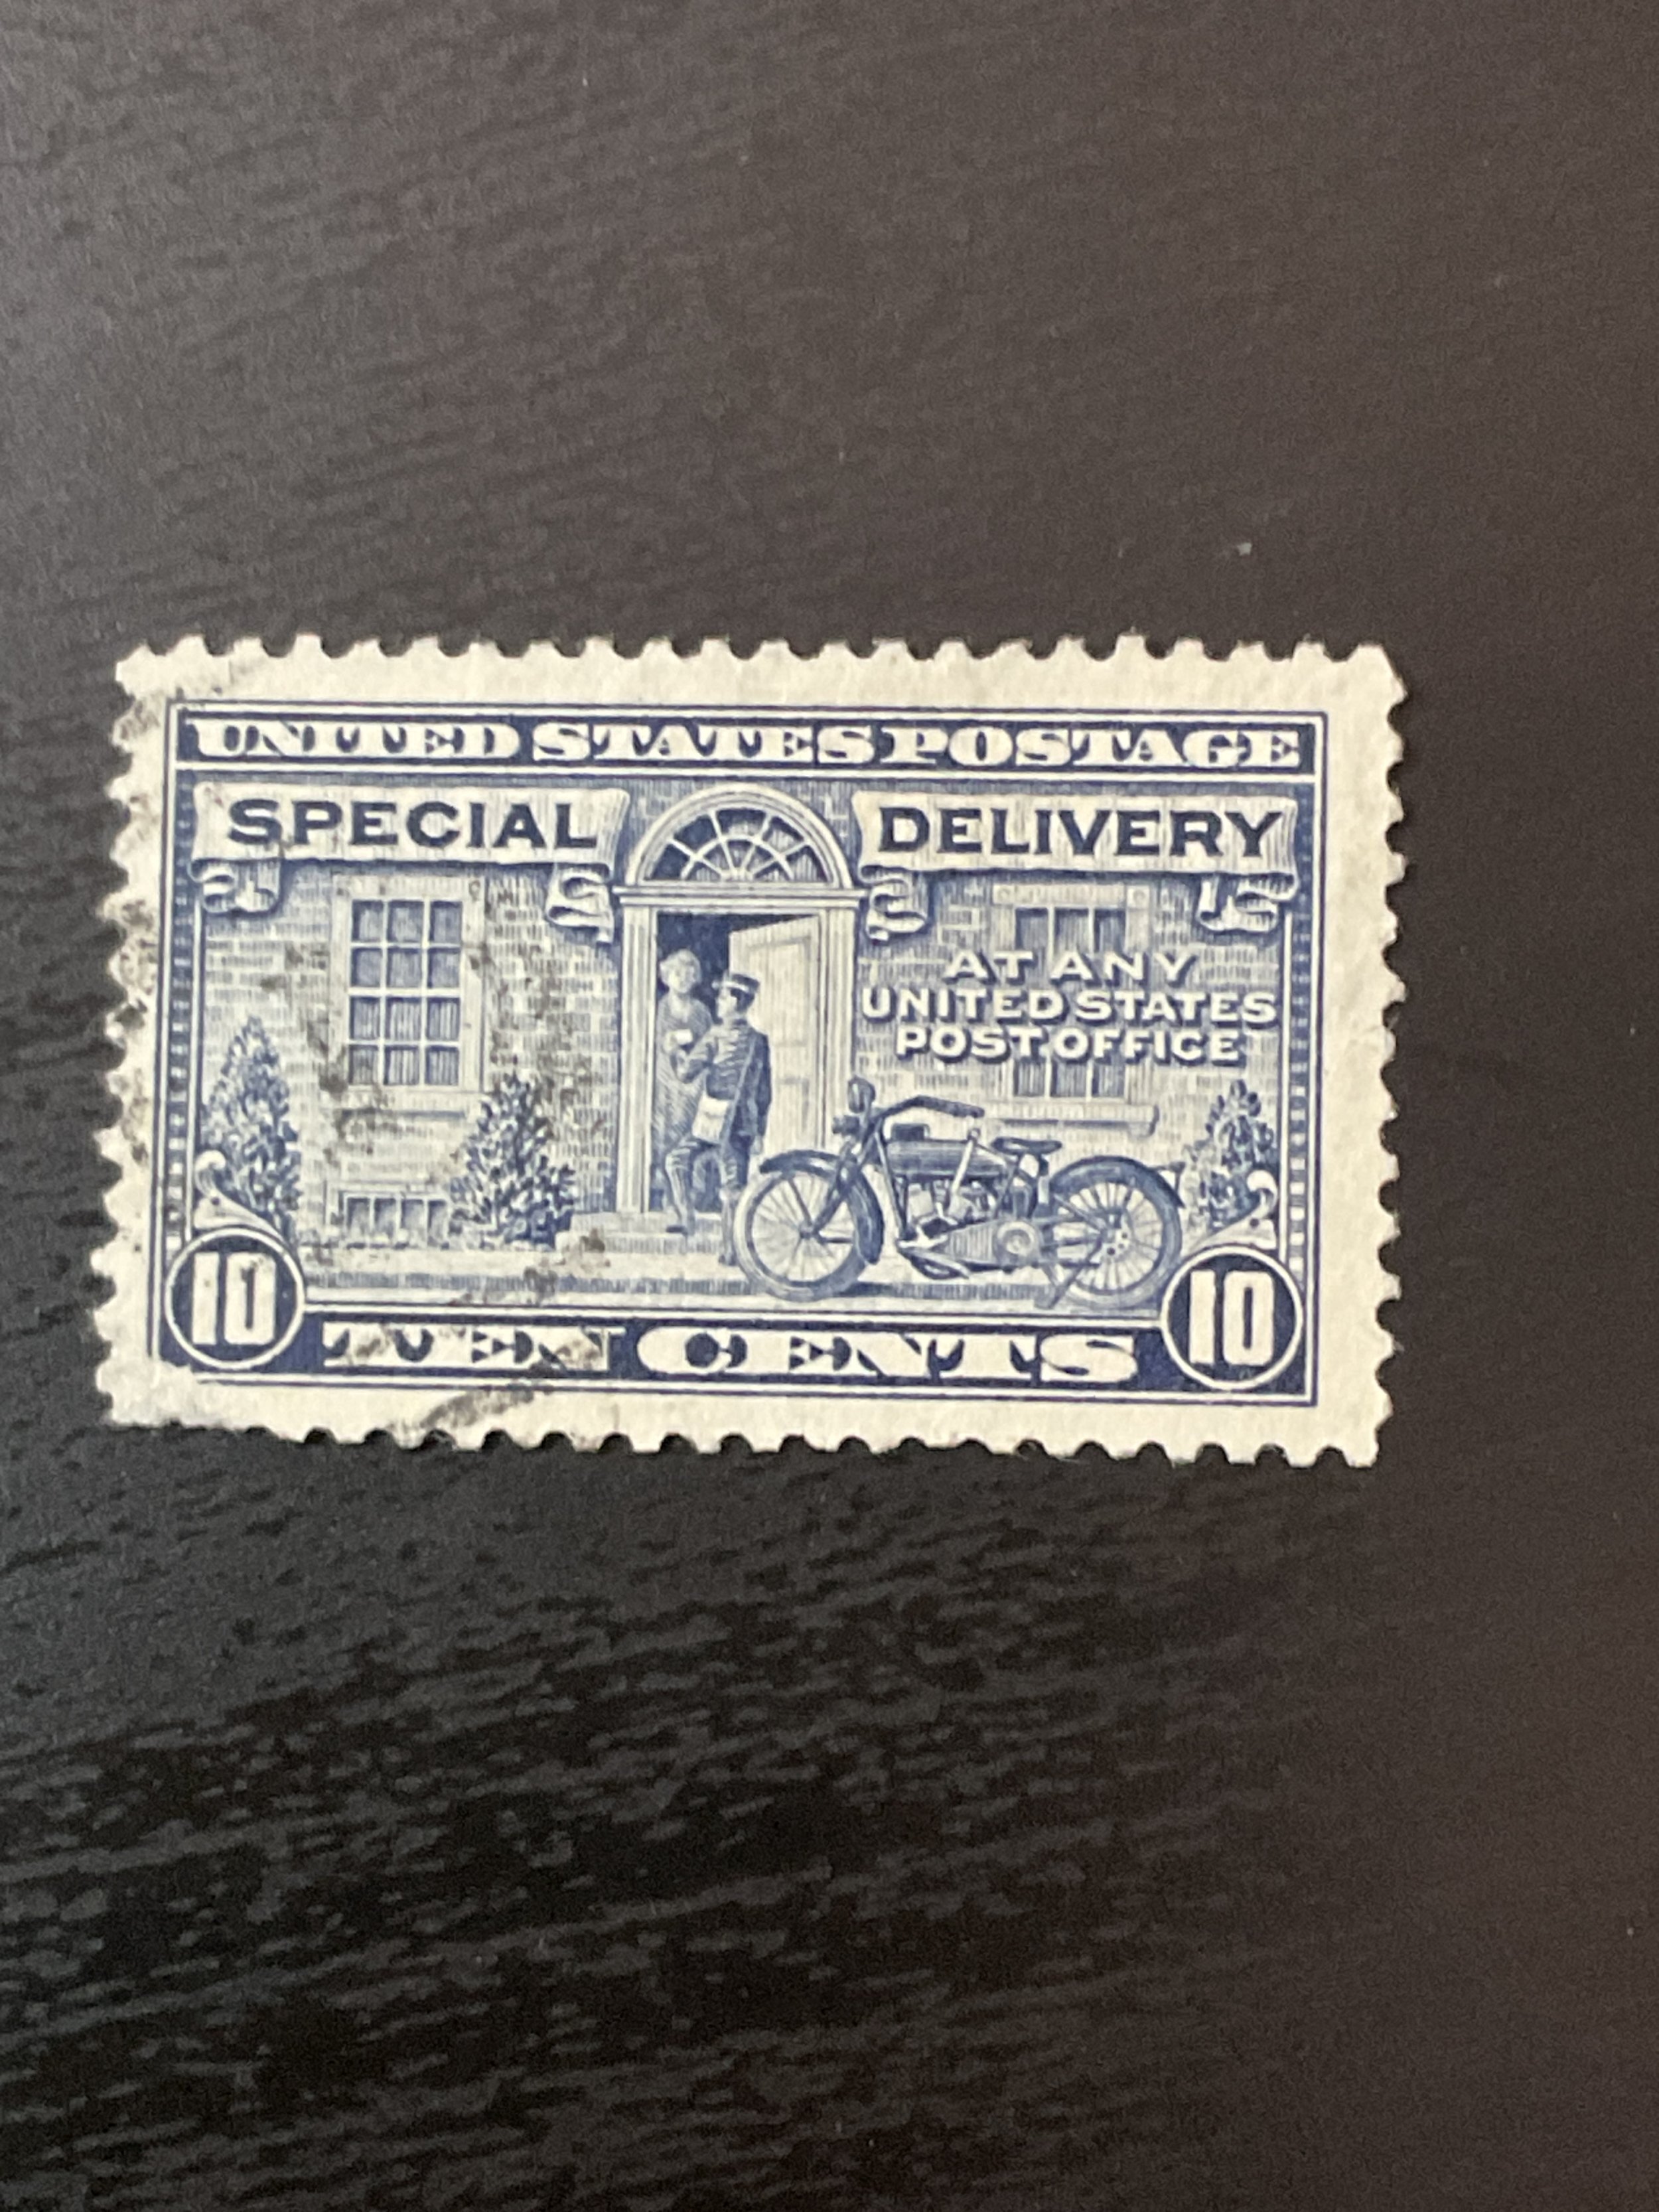 UNITED STATES POSTAGE
SPECIAL DELIVERY
AT ANY
UNITED STATES
POST OFFICE
10 TEN CENTS 10